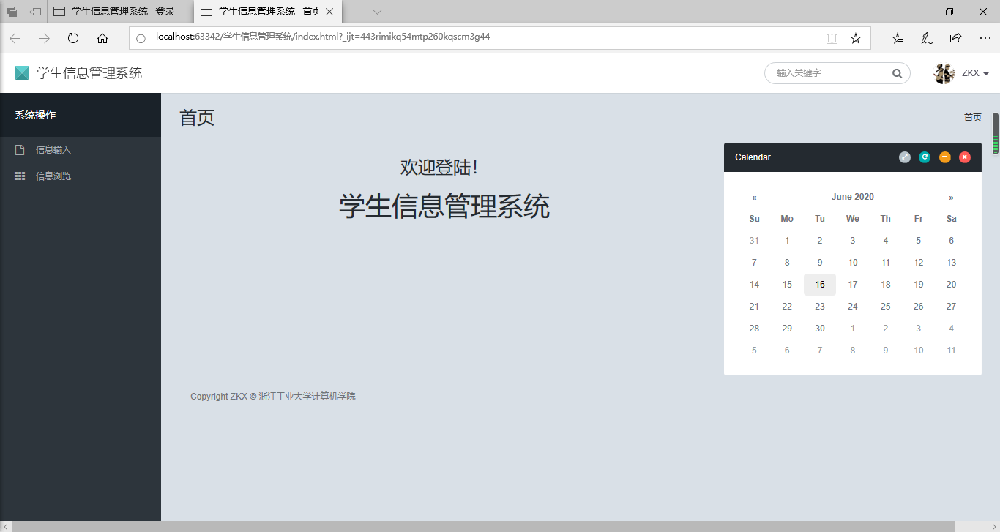 学生信息管理系统 | 登录
学生信息管理系统 | 首页
localhost:63342/学生信息管理系统/index.html?_ijt=443rimikq54mtp260kqscm3g44
学生信息管理系统
输入关键字
ZKX
系统操作
信息输入
信息浏览
首页
首页
欢迎登陆！
学生信息管理系统
Calendar
« June 2020 »
Su Mo Tu We Th Fr Sa
31 1 2 3 4 5 6
7 8 9 10 11 12 13
14 15 16 17 18 19 20
21 22 23 24 25 26 27
28 29 30 1 2 3 4
5 6 7 8 9 10 11
Copyright ZKX © 浙江工业大学计算机学院